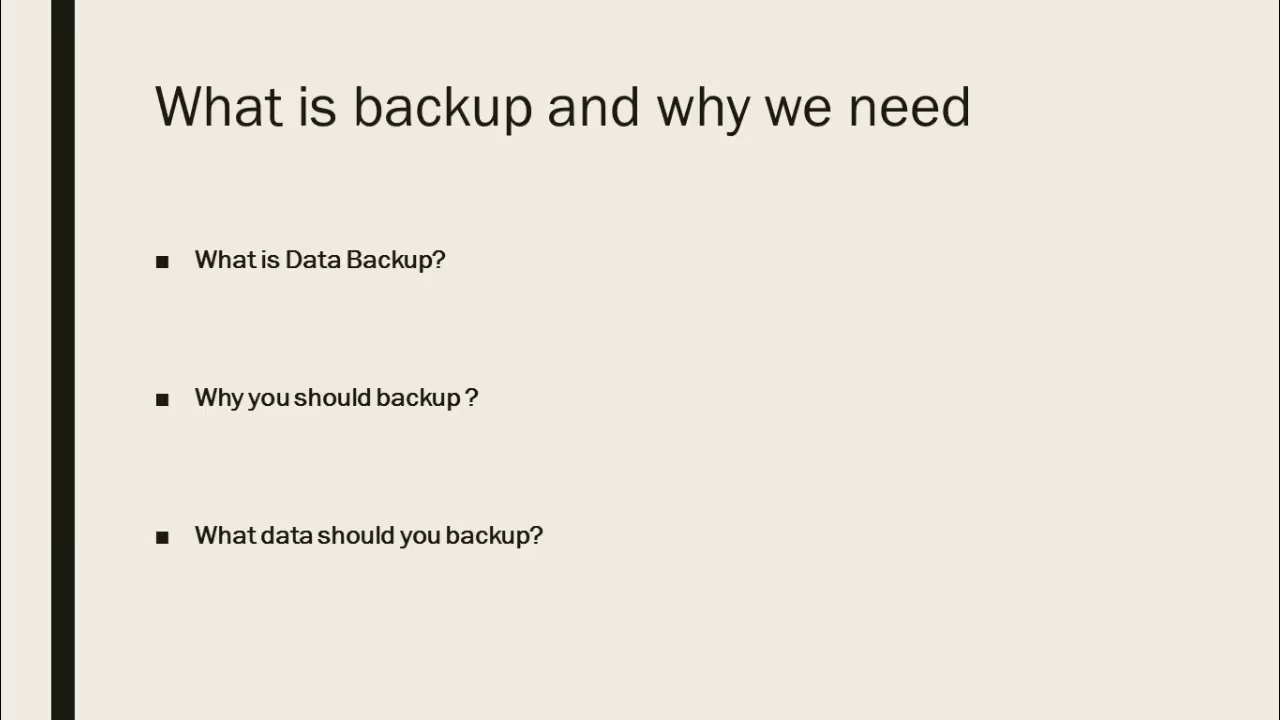 What is backup and why we need
■ What is Data Backup?
■ Why you should backup ?
■ What data should you backup?